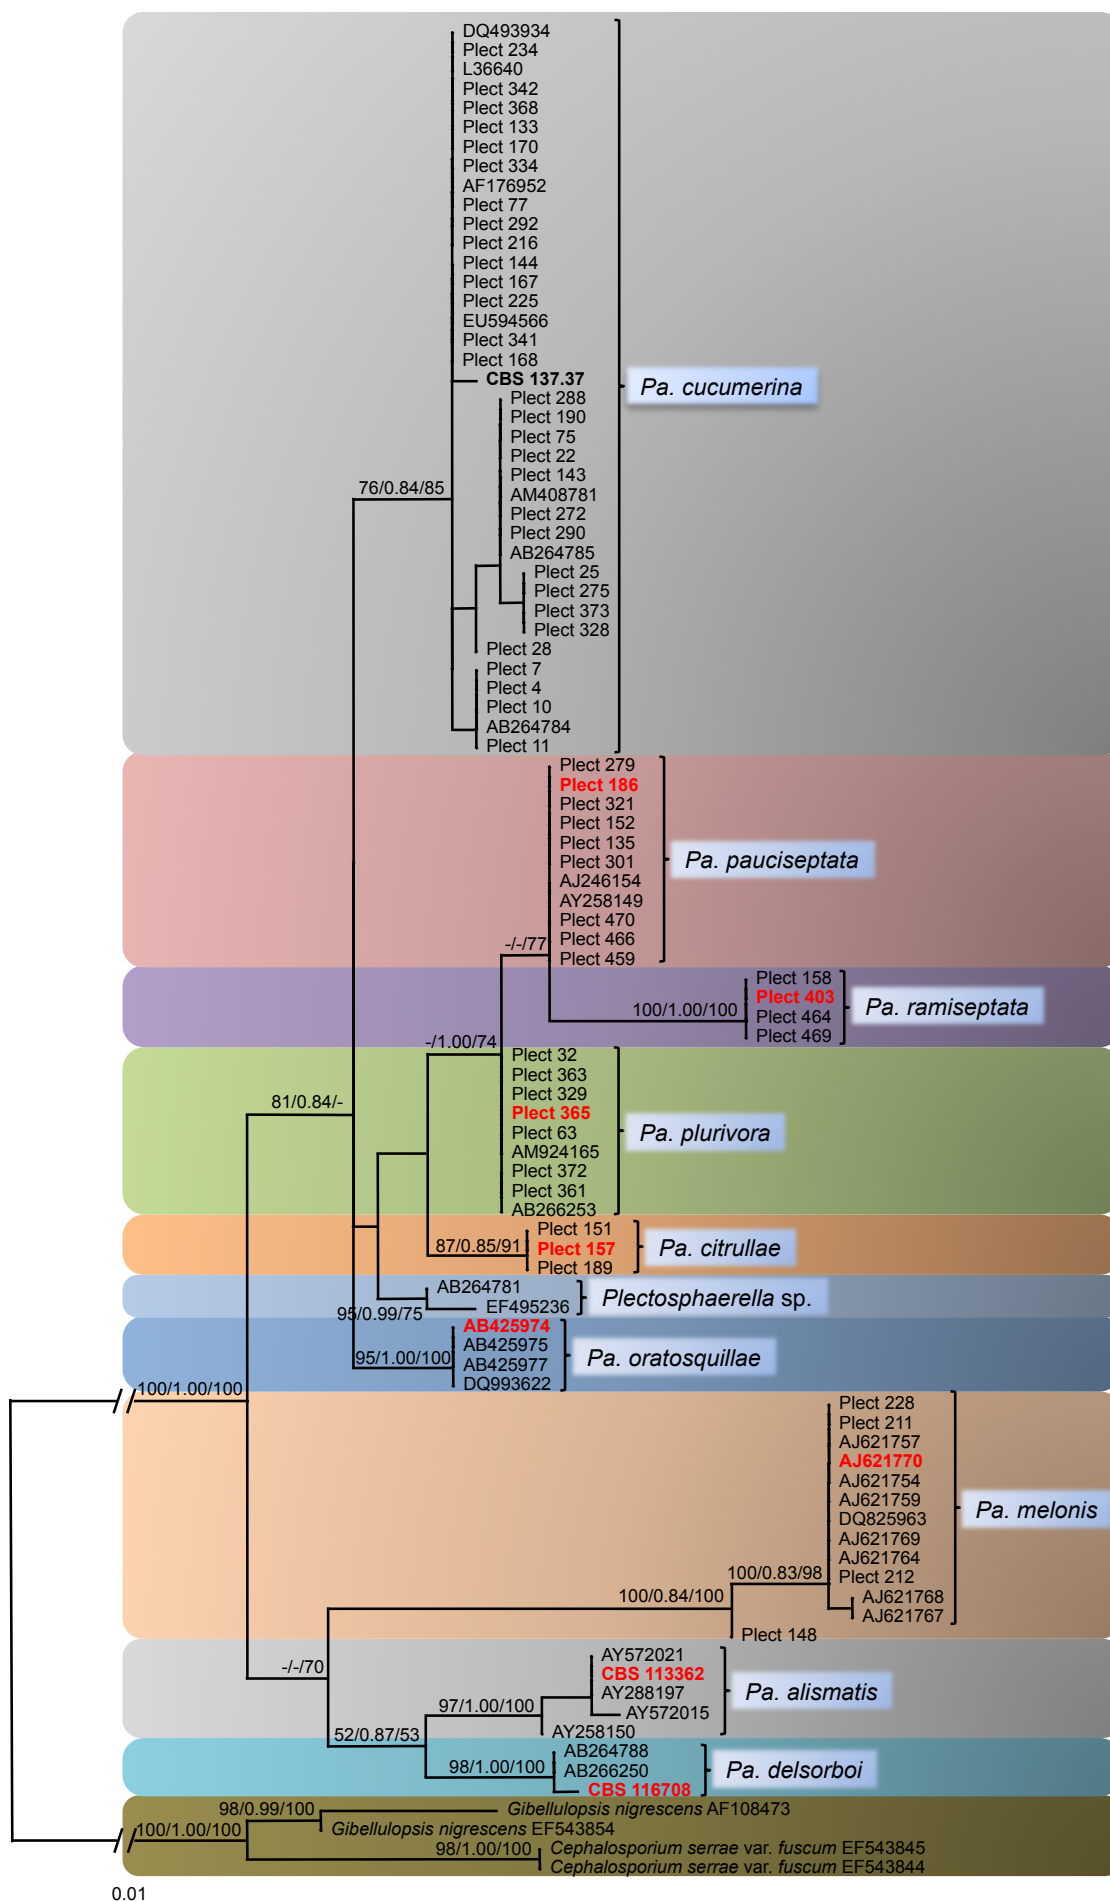 DQ493934
Plect 234
L36640
Plect 342
Plect 368
Plect 133
Plect 170
Plect 334
AF176952
Plect 77
Plect 292
Plect 216
Plect 144
Plect 167
Plect 225
EU594566
Plect 341
Plect 168
CBS 137.37
Pa. cucumerina
Plect 288
Plect 190
Plect 75
Plect 22
Plect 143
76/0.84/85
AM408781
Plect 272
Plect 290
AB264785
Plect 25
Plect 275
Plect 373
Plect 328
Plect 28
Plect 7
Plect 4
Plect 10
AB264784
Plect 11
Plect 279
Plect 186
Plect 321
Plect 152
Plect 135
Plect 301
Pa. pauciseptata
AJ246154
AY258149
Plect 470
Plect 466
-/-/77
Plect 459
Plect 158
Plect 403
100/1.00/100
Pa. ramiseptata
Plect 464
Plect 469
-/1.00/74
Plect 32
Plect 363
Plect 329
81/0.84/-
Plect 365
Plect 63
Pa. plurivora
AM924165
Plect 372
Plect 361
AB266253
Plect 151
87/0.85/91
Plect 157
Pa. citrullae
Plect 189
AB264781
Plectosphaerella sp.
EF495236
95/0.99/75
AB425974
AB425975
Pa. oratosquillae
95/1.00/100
AB425977
DQ993622
100/1.00/100
Plect 228
Plect 211
AJ621757
AJ621770
AJ621754
AJ621759
Pa. melonis
DQ825963
AJ621769
AJ621764
100/0.83/98
Plect 212
100/0.84/100
AJ621768
AJ621767
Plect 148
-/-/70
AY572021
CBS 113362
AY288197
Pa. alismatis
97/1.00/100
AY572015
52/0.87/53
AY258150
AB264788
98/1.00/100
AB266250
Pa. delsorboi
CBS 116708
98/0.99/100
Gibellulopsis nigrescens AF108473
100/1.00/100
Gibellulopsis nigrescens EF543854
98/1.00/100
Cephalosporium serrae var. fuscum EF543845
Cephalosporium serrae var. fuscum EF543844
0.01